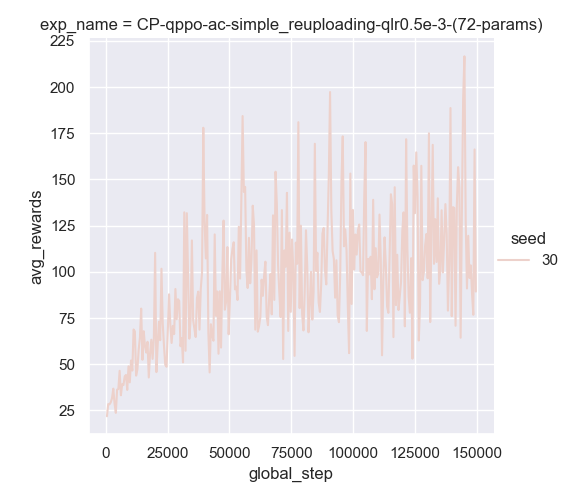 exp_name = CP-qppo-ac-simple_reuploading-qlr0.5e-3-(72-params)
225
200
175
150
125
100
75
50
25
avg_rewards
0 25000 50000 75000 100000 125000 150000
global_step
seed
30